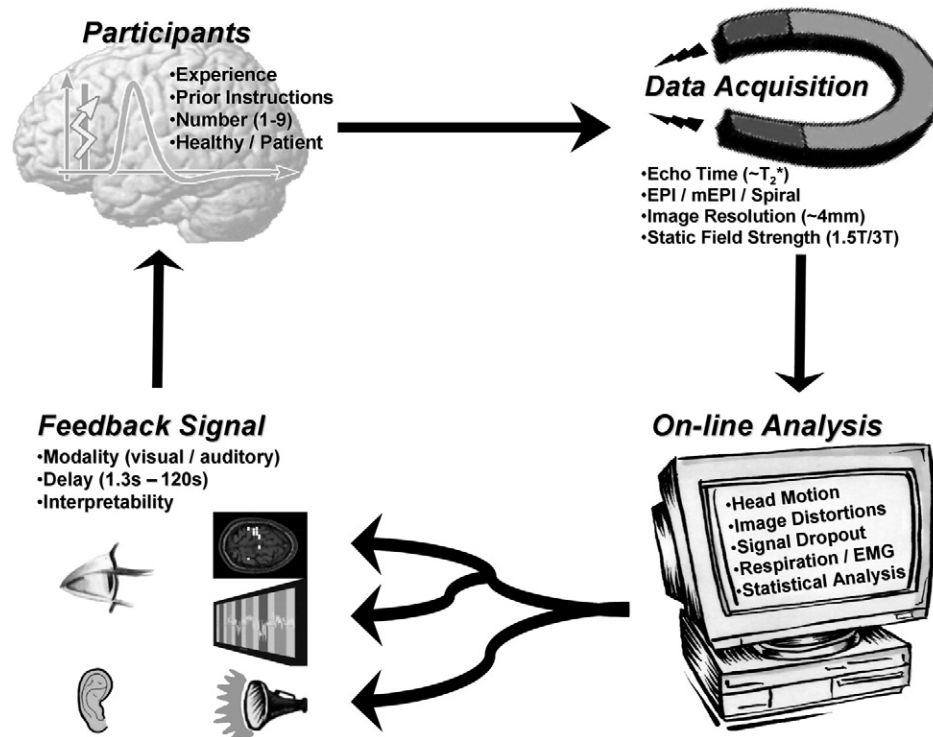 Participants
•Experience
•Prior Instructions
•Number (1-9)
•Healthy / Patient
Data Acquisition
•Echo Time (~T₂*)
•EPI / mEPI / Spiral
•Image Resolution (~4mm)
•Static Field Strength (1.5T/3T)
Feedback Signal
•Modality (visual / auditory)
•Delay (1.3s – 120s)
•Interpretability
On-line Analysis
•Head Motion
•Image Distortions
•Signal Dropout
•Respiration / EMG
•Statistical Analysis